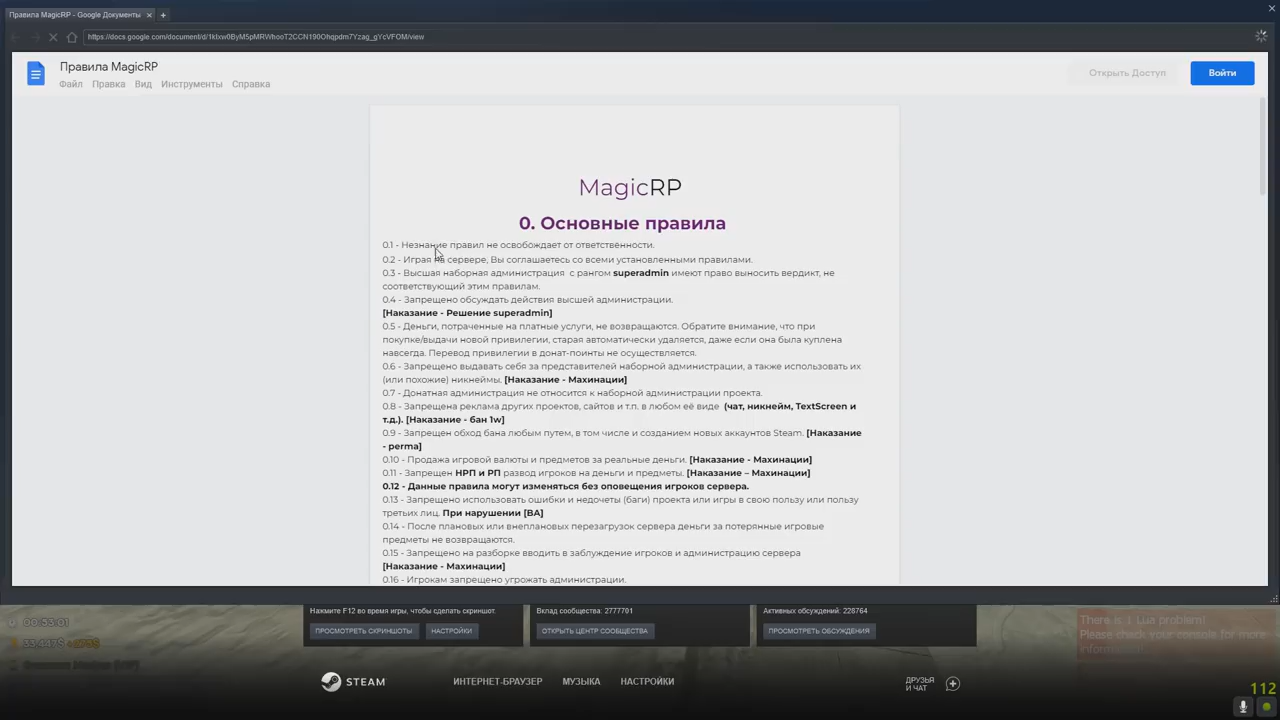 Правила MagicRP - Google Документы
https://docs.google.com/document/d/1kIxw0ByM5pMRWhooT2CCN190Ohqpdm7Yzag_gYcVFOM/view
Правила MagicRP
Файл Правка Вид Инструменты Справка
Открыть Доступ
Войти
MagicRP
0. Основные правила
0.1 - Незнание правил не освобождает от ответственности.
0.2 - Играя на сервере, Вы соглашаетесь со всеми установленными правилами.
0.3 - Высшая наборная администрация с рангом superadmin имеют право выносить вердикт, не
соответствующий этим правилам.
0.4 - Запрещено обсуждать действия высшей администрации.
[Наказание - Решение superadmin]
0.5 - Деньги, потраченные на платные услуги, не возвращаются. Обратите внимание, что при
покупке/выдачи новой привилегии, старая автоматически удаляется, даже если она была куплена
навсегда. Перевод привилегии в донат-поинты не осуществляется.
0.6 - Запрещено выдавать себя за представителей наборной администрации, а также использовать их
(или похожие) никнеймы. [Наказание - Махинации]
0.7 - Донатная администрация не относится к наборной администрации проекта.
0.8 - Запрещена реклама других проектов, сайтов и т.п. в любом её виде (чат, никнейм, TextScreen и
т.д.). [Наказание - бан 1w]
0.9 - Запрещен обход бана любым путем, в том числе и созданием новых аккаунтов Steam. [Наказание
- perma]
0.10 - Продажа игровой валюты и предметов за реальные деньги. [Наказание - Махинации]
0.11 - Запрещен НРП и РП развод игроков на деньги и предметы. [Наказание – Махинации]
0.12 - Данные правила могут изменяться без оповещения игроков сервера.
0.13 - Запрещено использовать ошибки и недочеты (баги) проекта или игры в свою пользу или пользу
третьих лиц. При нарушении [BA]
0.14 - После плановых или внеплановых перезагрузок сервера деньги за потерянные игровые
предметы не возвращаются.
0.15 - Запрещено на разборке вводить в заблуждение игроков и администрацию сервера
[Наказание - Махинации]
0.16 - Игрокам запрещено угрожать администрации.
Нажмите F12 во время игры, чтобы сделать скриншот.
ПРОСМОТРЕТЬ СКРИНШОТЫ НАСТРОЙКИ
Вклад сообщества: 2777701
ОТКРЫТЬ ЦЕНТР СООБЩЕСТВА
Активных обсуждений: 228764
ПРОСМОТРЕТЬ ОБСУЖДЕНИЯ
There is 1 Lua problem!
Please check your console for more
information!
STEAM
ИНТЕРНЕТ-БРАУЗЕР МУЗЫКА НАСТРОЙКИ
ДРУЗЬЯ
И ЧАТ
112